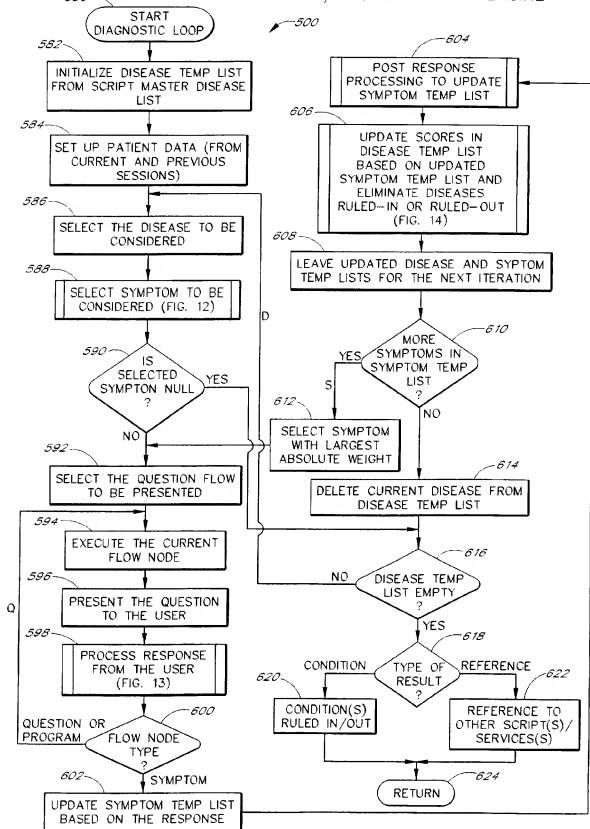 START
DIAGNOSTIC LOOP
500
582
INITIALIZE DISEASE TEMP LIST
FROM SCRIPT MASTER DISEASE
LIST
584
SET UP PATIENT DATA (FROM
CURRENT AND PREVIOUS
SESSIONS)
586
SELECT THE DISEASE TO BE
CONSIDERED
588
SELECT SYMPTOM TO BE
CONSIDERED (FIG. 12)
590
IS
SELECTED
SYMPTON NULL
?
YES
NO
592
SELECT THE QUESTION FLOW
TO BE PRESENTED
594
EXECUTE THE CURRENT
FLOW NODE
596
PRESENT THE QUESTION
TO THE USER
Q
598
PROCESS RESPONSE
FROM THE USER
(FIG. 13)
600
QUESTION OR
PROGRAM
FLOW NODE
TYPE
?
SYMPTOM
602
UPDATE SYMPTOM TEMP LIST
BASED ON THE RESPONSE
604
POST RESPONSE
PROCESSING TO UPDATE
SYMPTOM TEMP LIST
606
UPDATE SCORES IN
DISEASE TEMP LIST
BASED ON UPDATED
SYMPTOM TEMP LIST AND
ELIMINATE DISEASES
RULED-IN OR RULED-OUT
(FIG. 14)
608
LEAVE UPDATED DISEASE AND SYPTOM
TEMP LISTS FOR THE NEXT ITERATION
D
610
MORE
SYMPTOMS IN
SYMPTOM TEMP
LIST
?
YES
S
NO
612
SELECT SYMPTOM
WITH LARGEST
ABSOLUTE WEIGHT
614
DELETE CURRENT DISEASE FROM
DISEASE TEMP LIST
616
NO
DISEASE TEMP
LIST EMPTY
?
YES
618
CONDITION
TYPE OF
RESULT
?
REFERENCE
620
CONDITION(S)
RULED IN/OUT
622
REFERENCE TO
OTHER SCRIPT(S)/
SERVICES(S)
RETURN
624